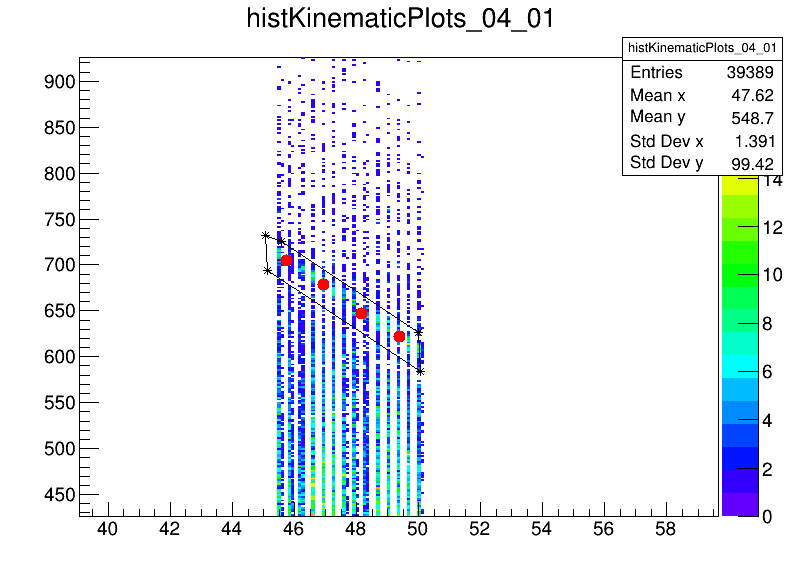 histKinematicPlots_04_01
histKinematicPlots_04_01
Entries 39389
Mean x 47.62
Mean y 548.7
Std Dev x 1.391
Std Dev y 99.42
900
850
800
750
700
650
600
550
500
450
14
12
10
8
6
4
2
0
40 42 44 46 48 50 52 54 56 58